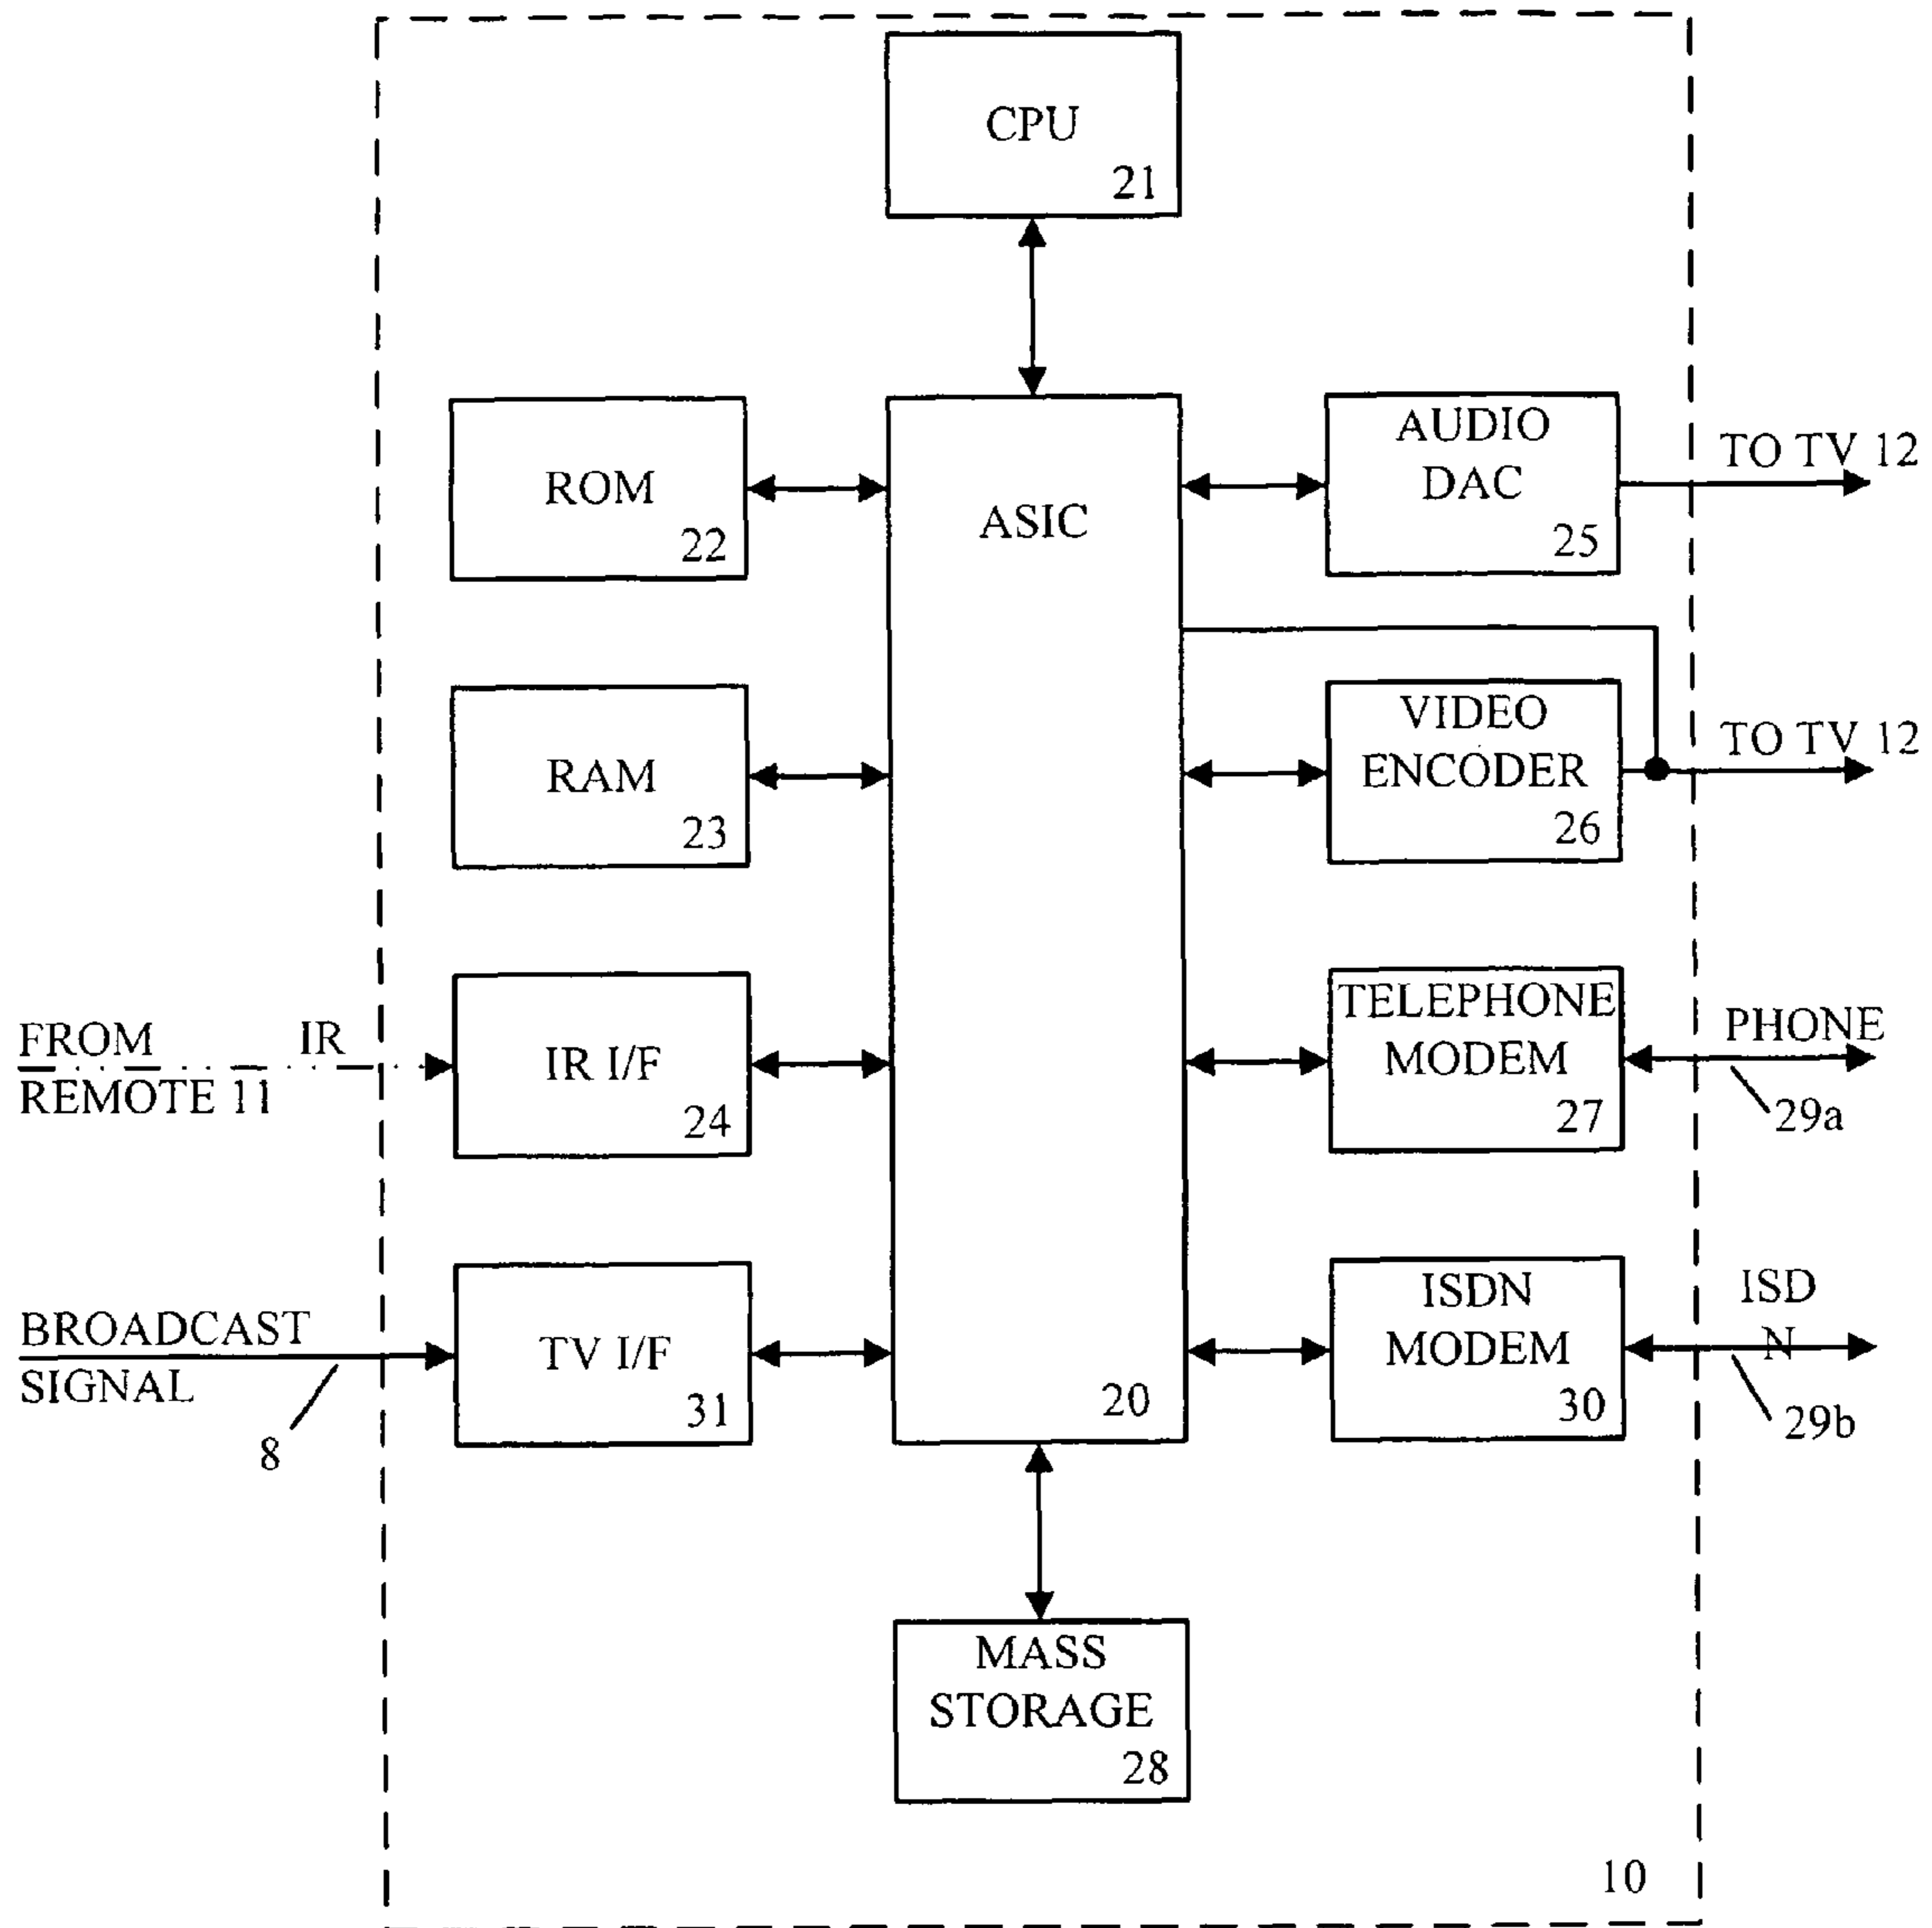 CPU
21
ROM
22
ASIC
20
AUDIO
DAC
25
TO TV 12
RAM
23
VIDEO
ENCODER
26
TO TV 12
FROM
IR
REMOTE 11
IR I/F
24
TELEPHONE
MODEM
27
PHONE
29a
BROADCAST
SIGNAL
8
TV I/F
31
ISDN
MODEM
30
ISD
N
29b
MASS
STORAGE
28
10